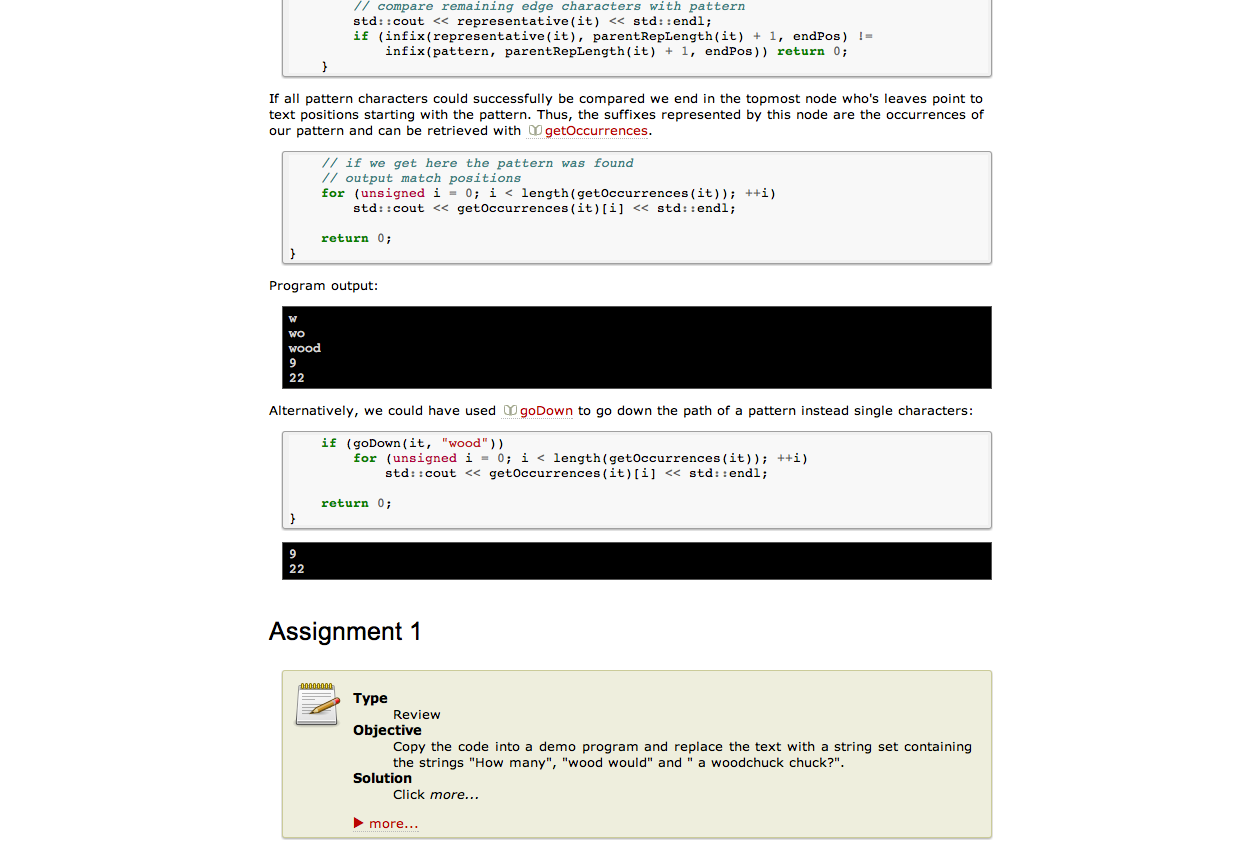 // compare remaining edge characters with pattern
std::cout << representative(it) << std::endl;
if (infix(representative(it), parentRepLength(it) + 1, endPos) !=
infix(pattern, parentRepLength(it) + 1, endPos)) return 0;
}
If all pattern characters could successfully be compared we end in the topmost node who's leaves point to
text positions starting with the pattern. Thus, the suffixes represented by this node are the occurrences of
our pattern and can be retrieved with getOccurrences.
// if we get here the pattern was found
// output match positions
for (unsigned i = 0; i < length(getOccurrences(it)); ++i)
std::cout << getOccurrences(it)[i] << std::endl;
return 0;
}
Program output:
w
wo
wood
9
22
Alternatively, we could have used goDown to go down the path of a pattern instead single characters:
if (goDown(it, "wood"))
for (unsigned i = 0; i < length(getOccurrences(it)); ++i)
std::cout << getOccurrences(it)[i] << std::endl;
return 0;
}
9
22
Assignment 1
Type
Review
Objective
Copy the code into a demo program and replace the text with a string set containing
the strings "How many", "wood would" and " a woodchuck chuck?".
Solution
Click more...
more...